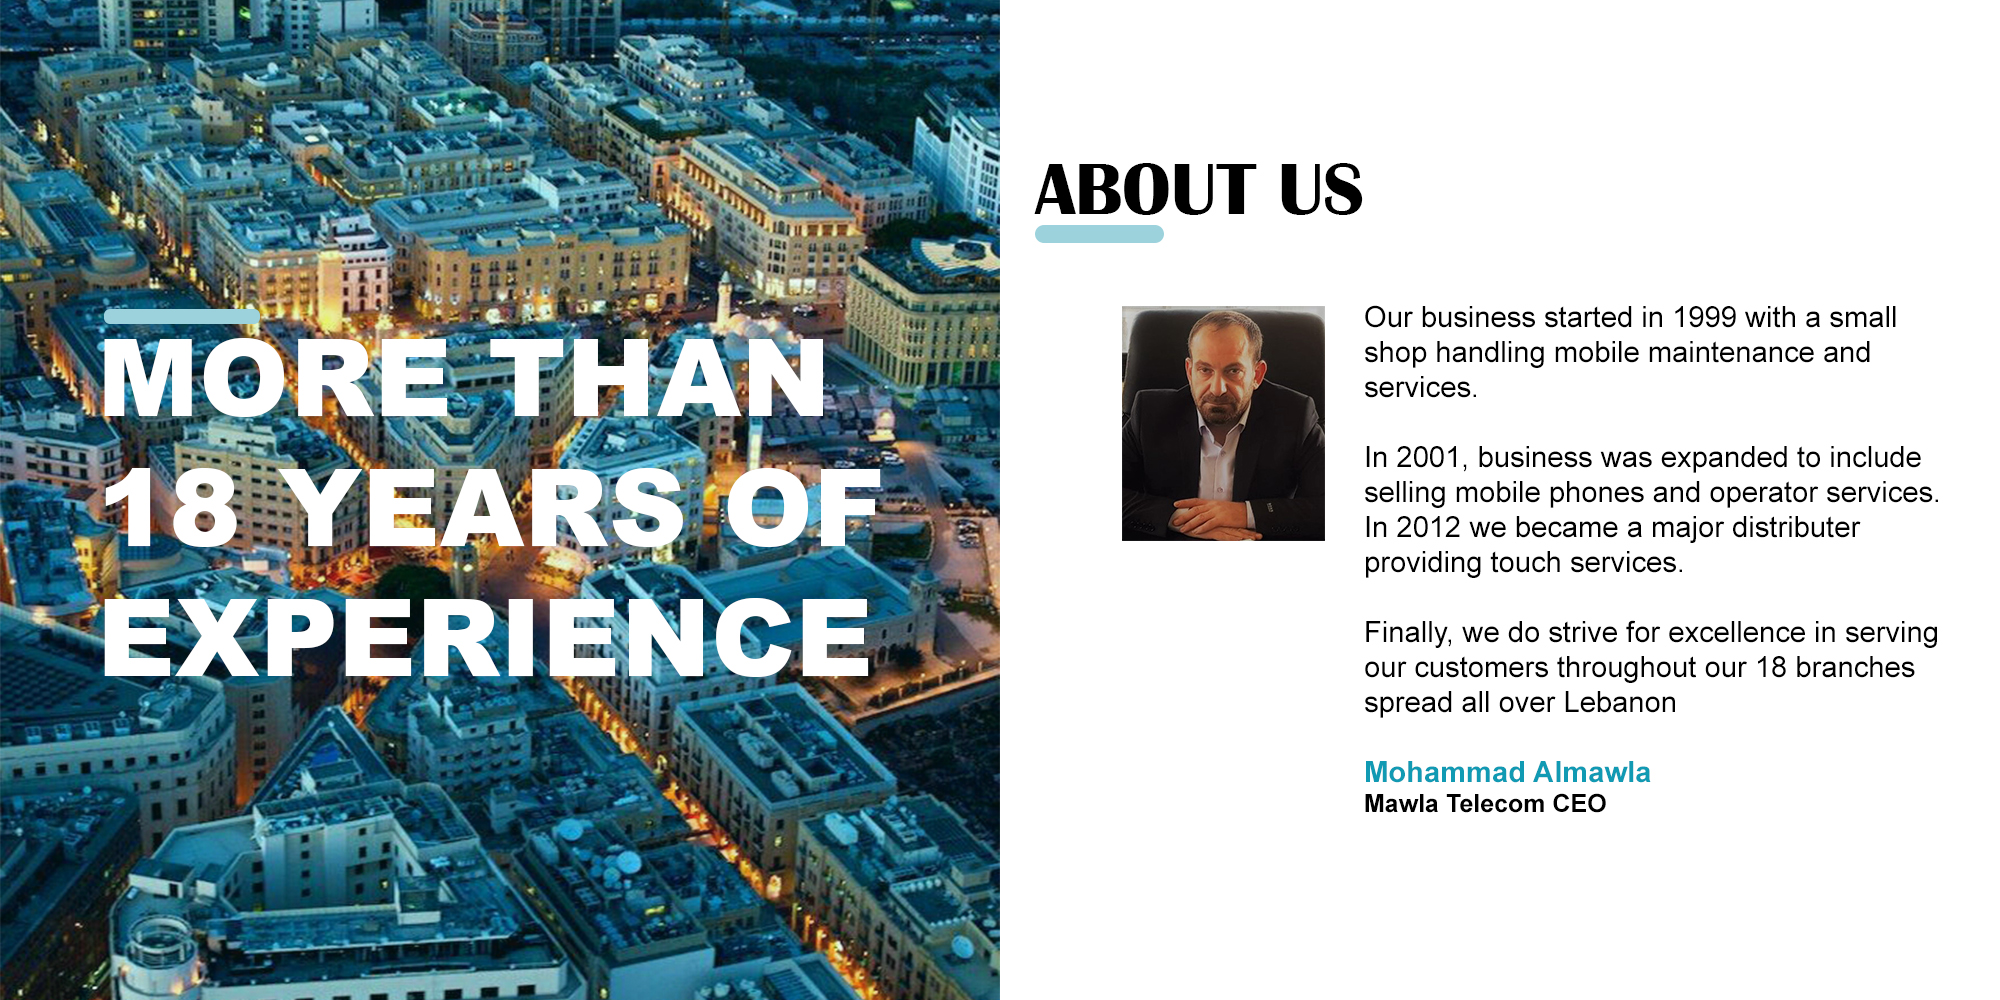 MORE THAN
18 YEARS OF
EXPERIENCE
ABOUT US
Our business started in 1999 with a small
shop handling mobile maintenance and
services.
In 2001, business was expanded to include
selling mobile phones and operator services.
In 2012 we became a major distributer
providing touch services.
Finally, we do strive for excellence in serving
our customers throughout our 18 branches
spread all over Lebanon
Mohammad Almawla
Mawla Telecom CEO